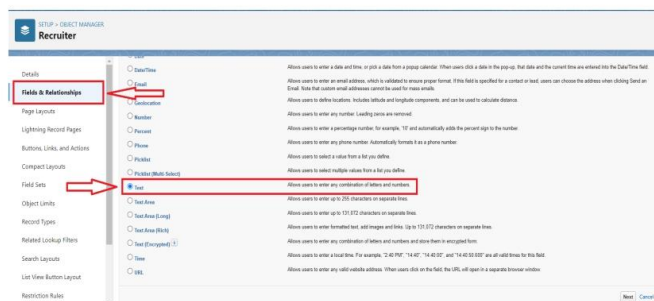 SETUP > OBJECT MANAGER
Recruiter
Details
Fields & Relationships
Page Layouts
Lightning Record Pages
Buttons, Links, and Actions
Compact Layouts
Field Sets
Object Limits
Record Types
Related Lookup Filters
Search Layouts
List View Button Layout
Restriction Rules
Date/Time Allows users to enter a date and time, or pick a date from a popup calendar. When users click a date in the pop-up, that date and the current time are entered into the Date/Time field.
Email Allows users to enter an email address, which is validated to ensure proper format. If this field is specified for a contact or lead, users can choose the address when clicking Send an
Email. Note that custom email addresses cannot be used for mass emails.
Geolocation Allows users to define locations. Includes latitude and longitude components, and can be used to calculate distance.
Number Allows users to enter any number. Leading zeros are removed.
Percent Allows users to enter a percentage number, for example, '10' and automatically adds the percent sign to the number.
Phone Allows users to enter any phone number. Automatically formats it as a phone number.
Picklist Allows users to select a value from a list you define.
Picklist (Multi-Select) Allows users to select multiple values from a list you define.
Text Allows users to enter any combination of letters and numbers.
Text Area Allows users to enter up to 255 characters on separate lines.
Text Area (Long) Allows users to enter up to 131,072 characters on separate lines.
Text Area (Rich) Allows users to enter formatted text, add images and links. Up to 131,072 characters on separate lines.
Text (Encrypted) Allows users to enter any combination of letters and numbers and store them in encrypted form.
Time Allows users to enter a local time. For example, "2:40 PM", "14:40", "14:40:00", and "14:40:50.600" are all valid times for this field.
URL Allows users to enter any valid website address. When users click on the field, the URL will open in a separate browser window.
Next Cancel